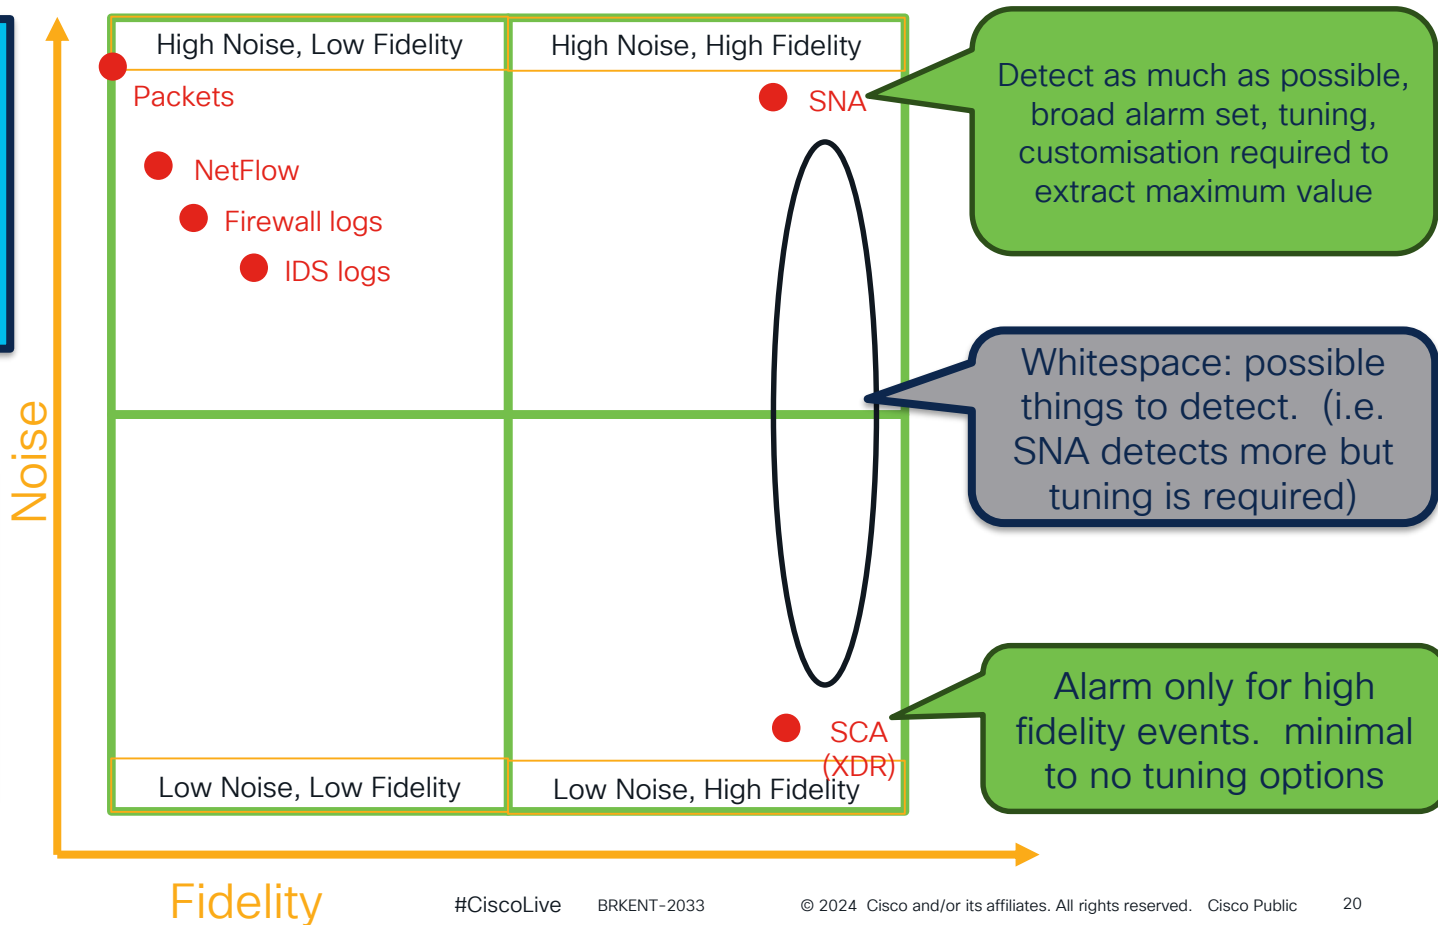 High Noise, Low Fidelity
High Noise, High Fidelity
Packets
SNA
NetFlow
Firewall logs
IDS logs
Detect as much as possible,
broad alarm set, tuning,
customisation required to
extract maximum value
Whitespace: possible
things to detect. (i.e.
SNA detects more but
tuning is required)
Noise
SCA
(XDR)
Alarm only for high
fidelity events. minimal
to no tuning options
Low Noise, Low Fidelity
Low Noise, High Fidelity
Fidelity
#CiscoLive
BRKENT-2033
© 2024 Cisco and/or its affiliates. All rights reserved. Cisco Public
20